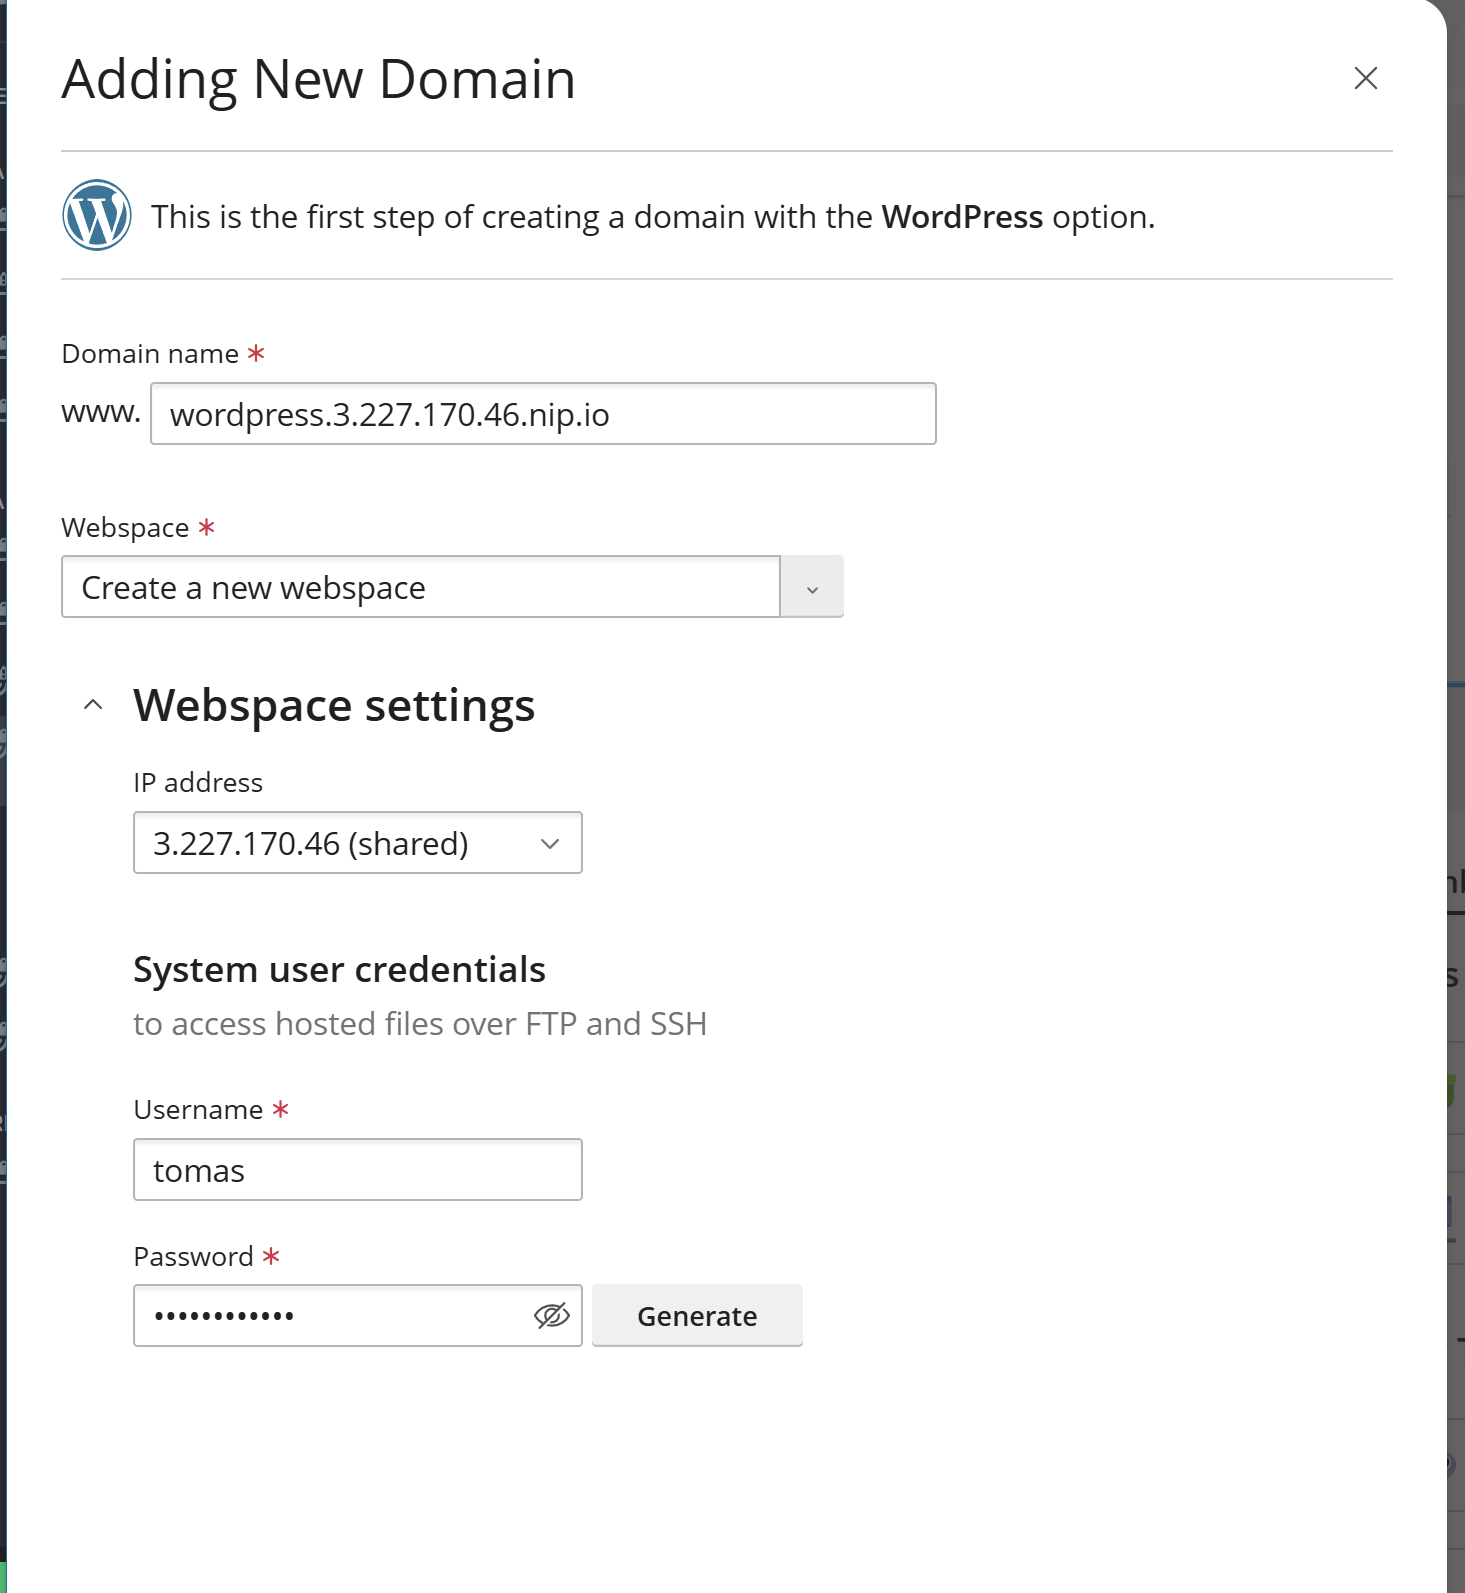 Adding New Domain
This is the first step of creating a domain with the WordPress option.
Domain name *
www. wordpress.3.227.170.46.nip.io
Webspace *
Create a new webspace
Webspace settings
IP address
3.227.170.46 (shared)
System user credentials
to access hosted files over FTP and SSH
Username *
tomas
Password *
•••••••••••• Generate